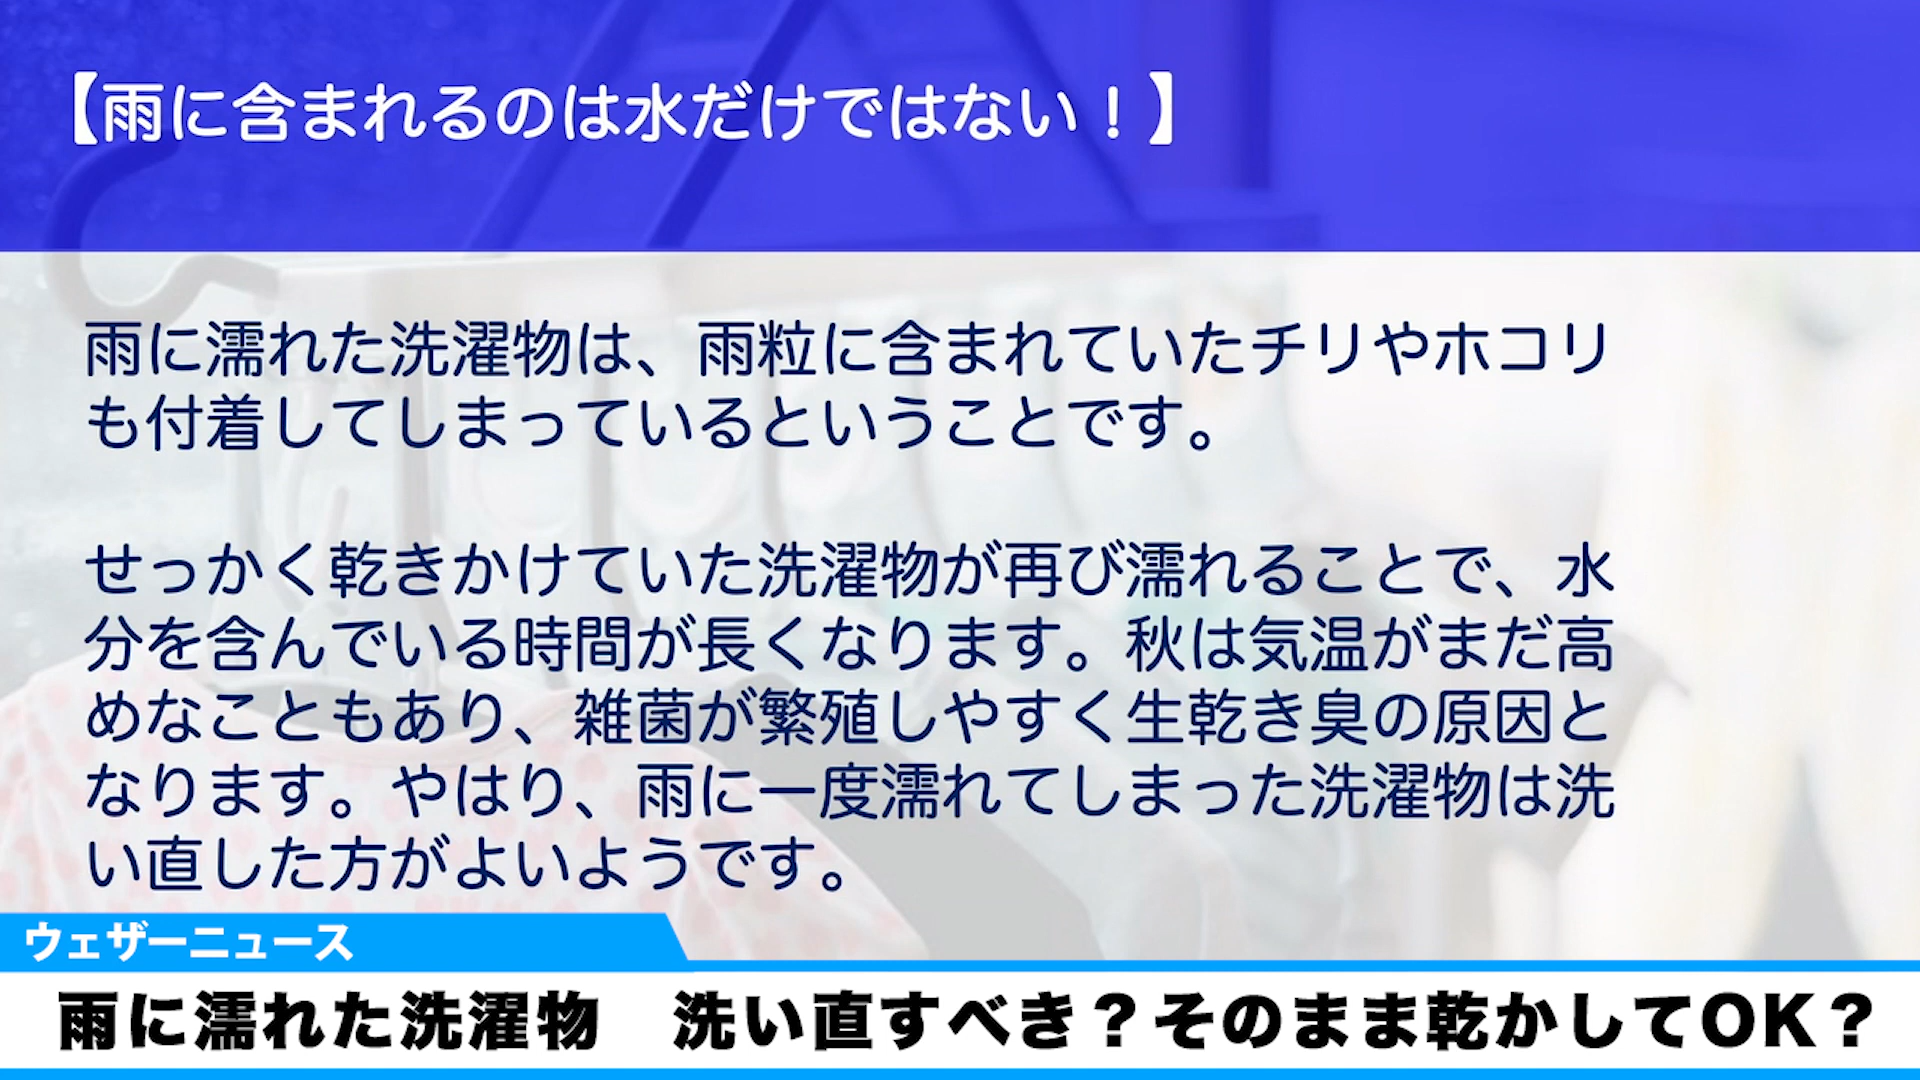 【雨に含まれるのは水だけではない！】
雨に濡れた洗濯物は、雨粒に含まれていたチリやホコリ
も付着してしまっているということです。
せっかく乾きかけていた洗濯物が再び濡れることで、水
分を含んでいる時間が長くなります。秋は気温がまだ高
めなこともあり、雑菌が繁殖しやすく生乾き臭の原因と
なります。やはり、雨に一度濡れてしまった洗濯物は洗
い直した方がよいようです。
ウェザーニュース
雨に濡れた洗濯物　洗い直すべき？そのまま乾かしてOK？